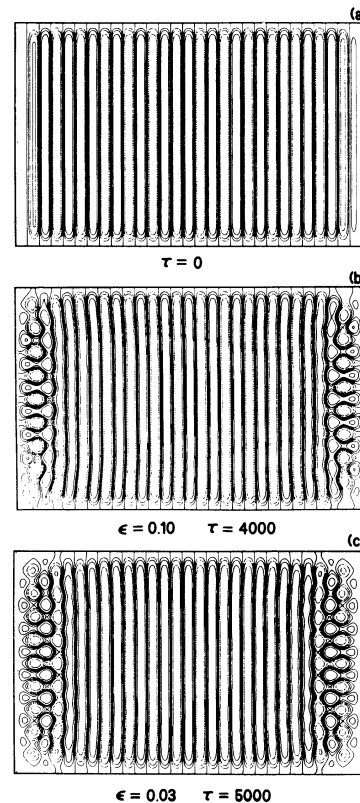 (a
τ = 0
(b
ϵ = 0.10 τ = 4000
(c
ϵ = 0.03 τ = 5000